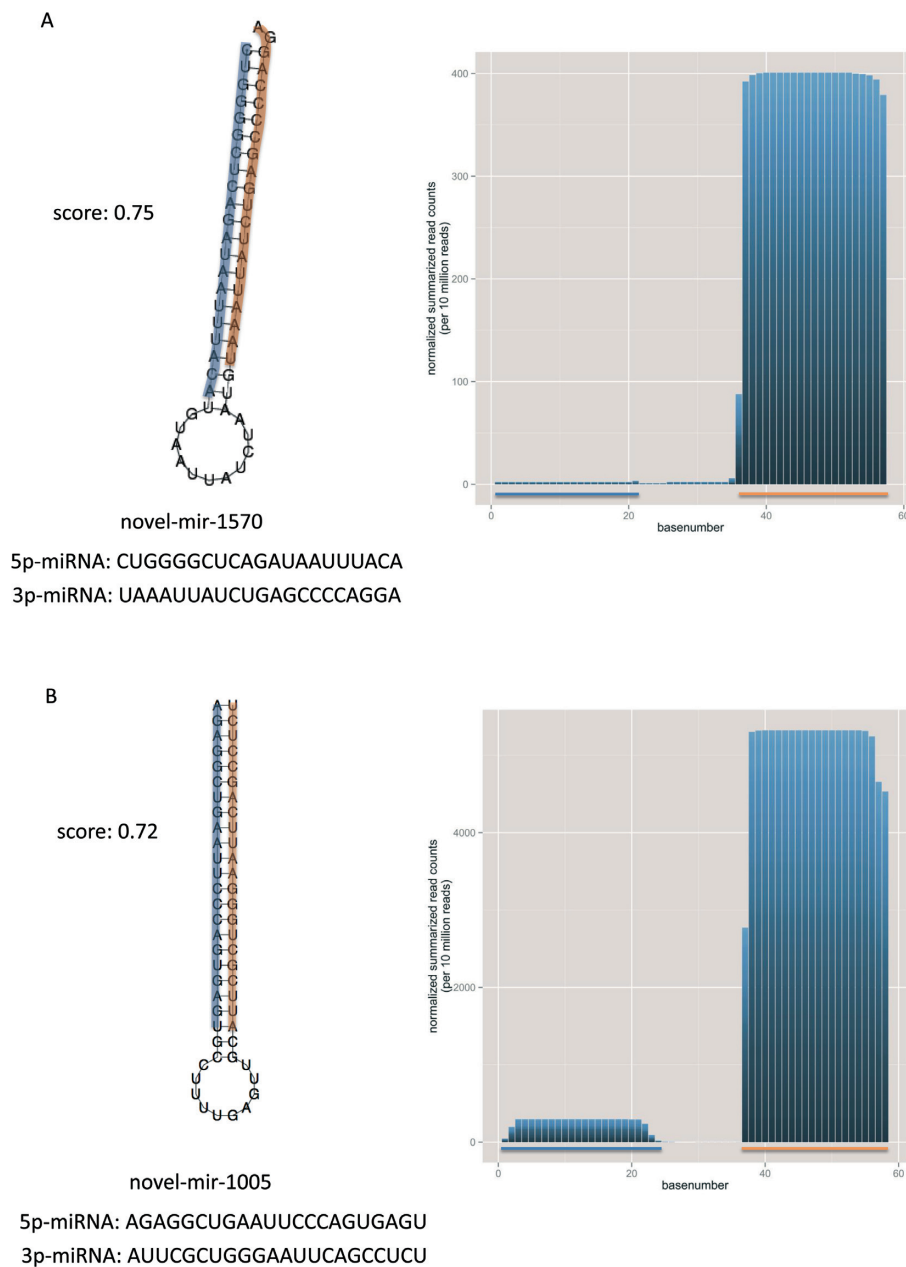 A
score: 0.75
novel-mir-1570
5p-miRNA: CUGGGGCUCAGAUAAUUUACA
3p-miRNA: UAAAUUAUCUGAGCCCCAGGA
normalized summarized read counts
(per 10 million reads)
400
300
200
100
0
0 20 40 60
basenumber
B
score: 0.72
novel-mir-1005
5p-miRNA: AGAGGCUGAAUUCCCAGUGAGU
3p-miRNA: AUUCGCUGGGAAUUCAGCCUCU
normalized summarized read counts
(per 10 million reads)
4000
2000
0
0 20 40 60
basenumber